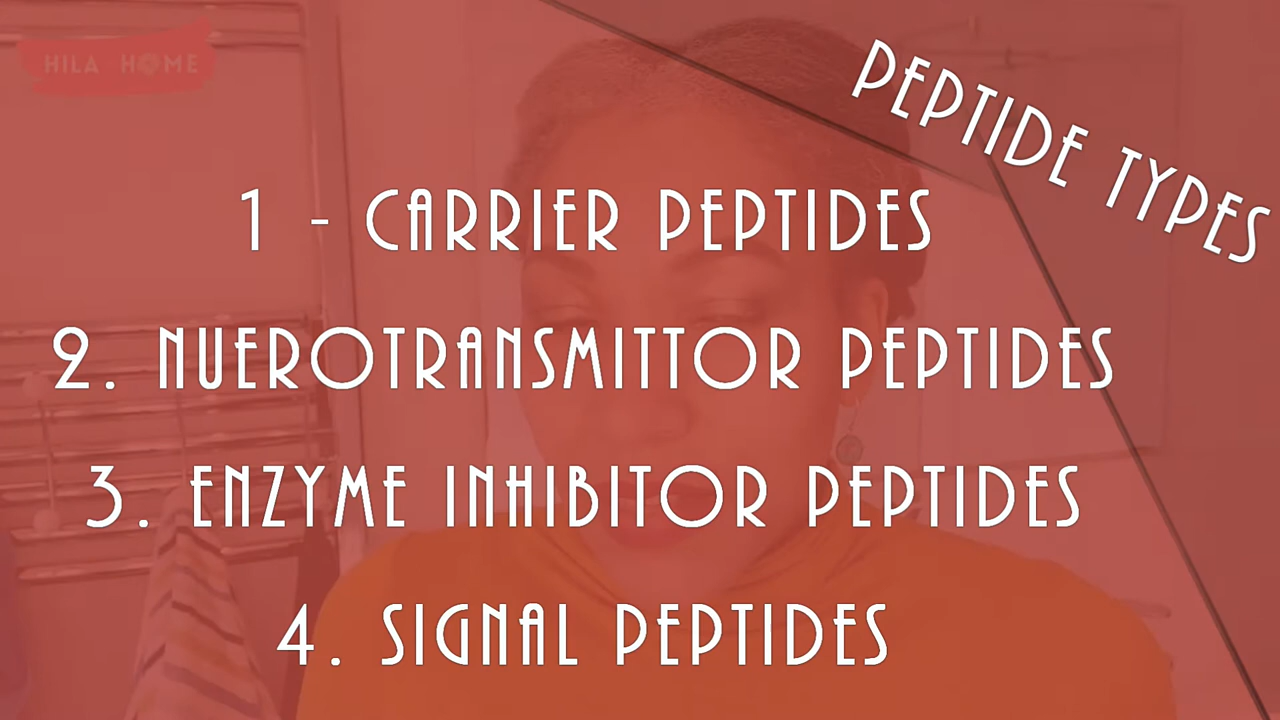 HILA HOME
PEPTIDE TYPES
1 - CARRIER PEPTIDES
2. NUEROTRANSMITTOR PEPTIDES
3. ENZYME INHIBITOR PEPTIDES
4. SIGNAL PEPTIDES